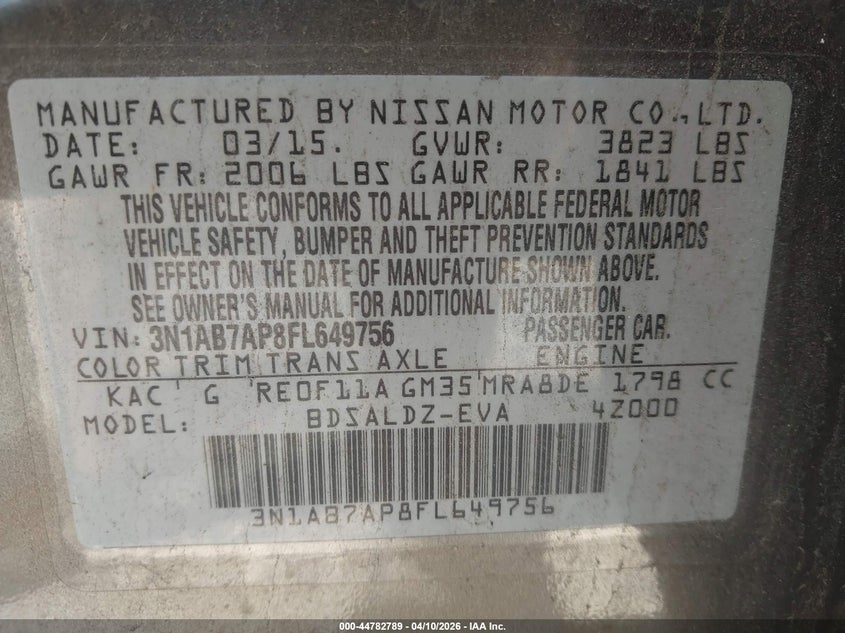 MANUFACTURED BY NISSAN MOTOR CO., LTD.
DATE: 03/15. GVWR: 3823 LBS
GAWR FR: 2006 LBS GAWR RR: 1841 LBS
THIS VEHICLE CONFORMS TO ALL APPLICABLE FEDERAL MOTOR
VEHICLE SAFETY, BUMPER AND THEFT PREVENTION STANDARDS
IN EFFECT ON THE DATE OF MANUFACTURE SHOWN ABOVE.
SEE OWNER'S MANUAL FOR ADDITIONAL INFORMATION.
VIN: 3N1AB7AP8FL649756 PASSENGER CAR.
COLOR TRIM TRANS AXLE ENGINE
KAC G RE0F11A GM35 MRA8DE 1798 CC
MODEL: BDSALDZ-EVA 4Z000
3N1AB7AP8FL649756
000-44782789 - 04/10/2026 - IAA Inc.